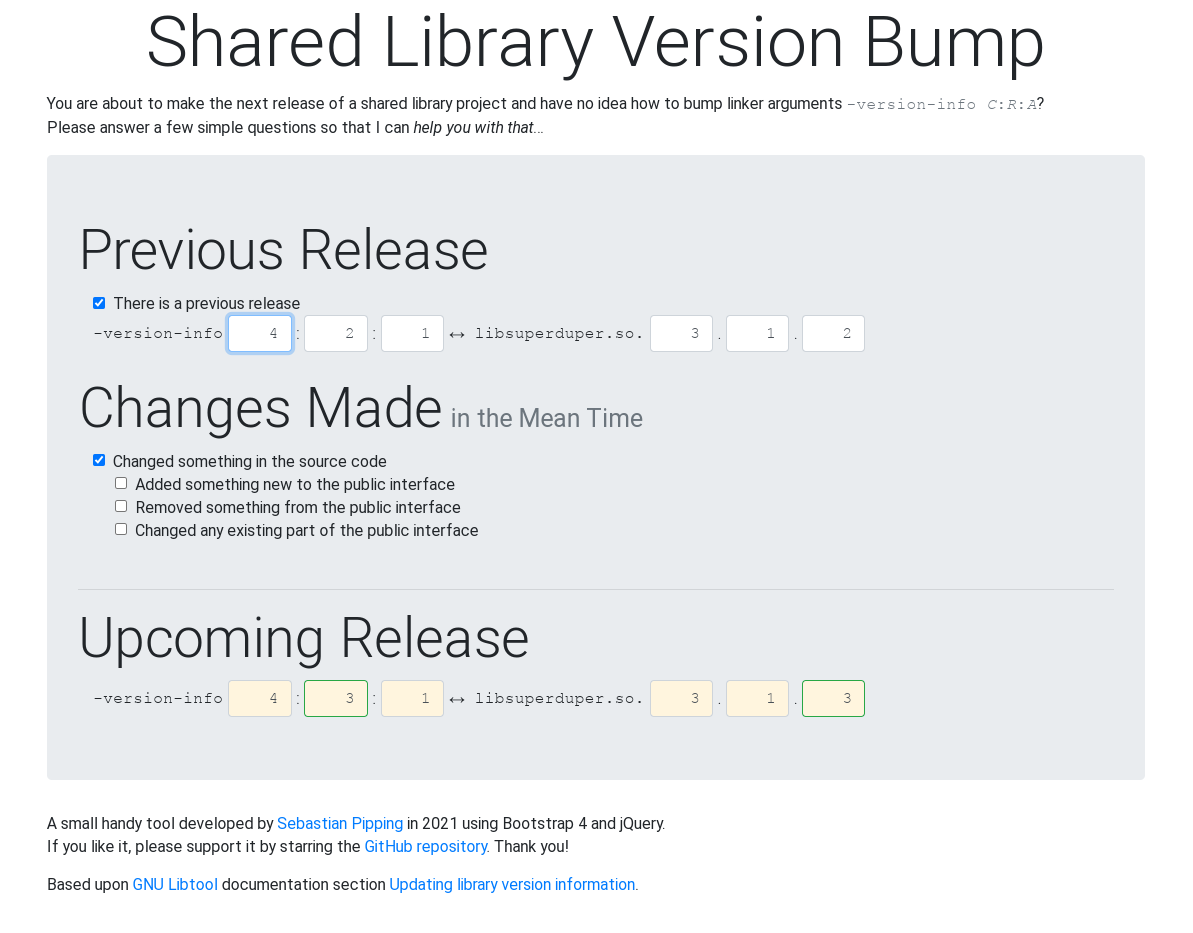 Shared Library Version Bump
You are about to make the next release of a shared library project and have no idea how to bump linker arguments -version-info C:R:A?
Please answer a few simple questions so that I can help you with that…
Previous Release
There is a previous release
-version-info 4 : 2 : 1 ↔ libsuperduper.so. 3 . 1 . 2
Changes Made in the Mean Time
Changed something in the source code
Added something new to the public interface
Removed something from the public interface
Changed any existing part of the public interface
Upcoming Release
-version-info 4 : 3 : 1 ↔ libsuperduper.so. 3 . 1 . 3
A small handy tool developed by Sebastian Pipping in 2021 using Bootstrap 4 and jQuery.
If you like it, please support it by starring the GitHub repository. Thank you!
Based upon GNU Libtool documentation section Updating library version information.